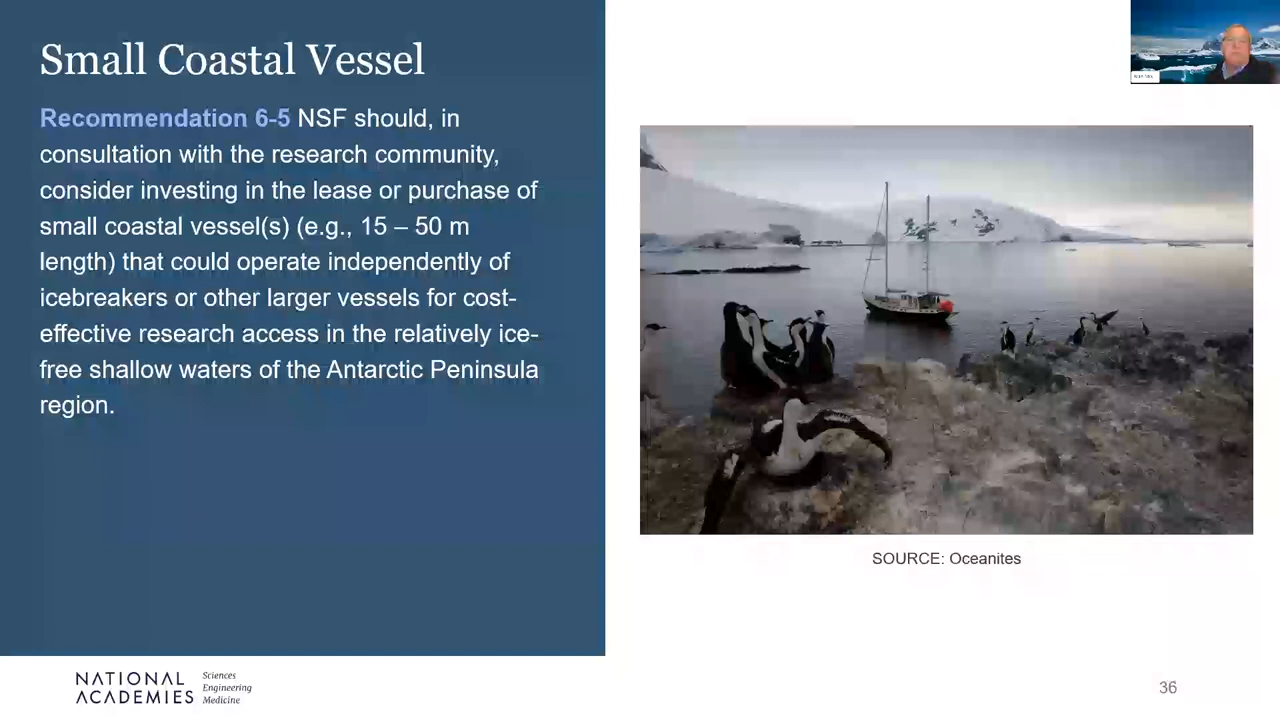 Small Coastal Vessel
Recommendation 6-5 NSF should, in
consultation with the research community,
consider investing in the lease or purchase of
small coastal vessel(s) (e.g., 15 – 50 m
length) that could operate independently of
icebreakers or other larger vessels for cost-
effective research access in the relatively ice-
free shallow waters of the Antarctic Peninsula
region.
SOURCE: Oceanites
NATIONAL
ACADEMIES
Sciences
Engineering
Medicine
36